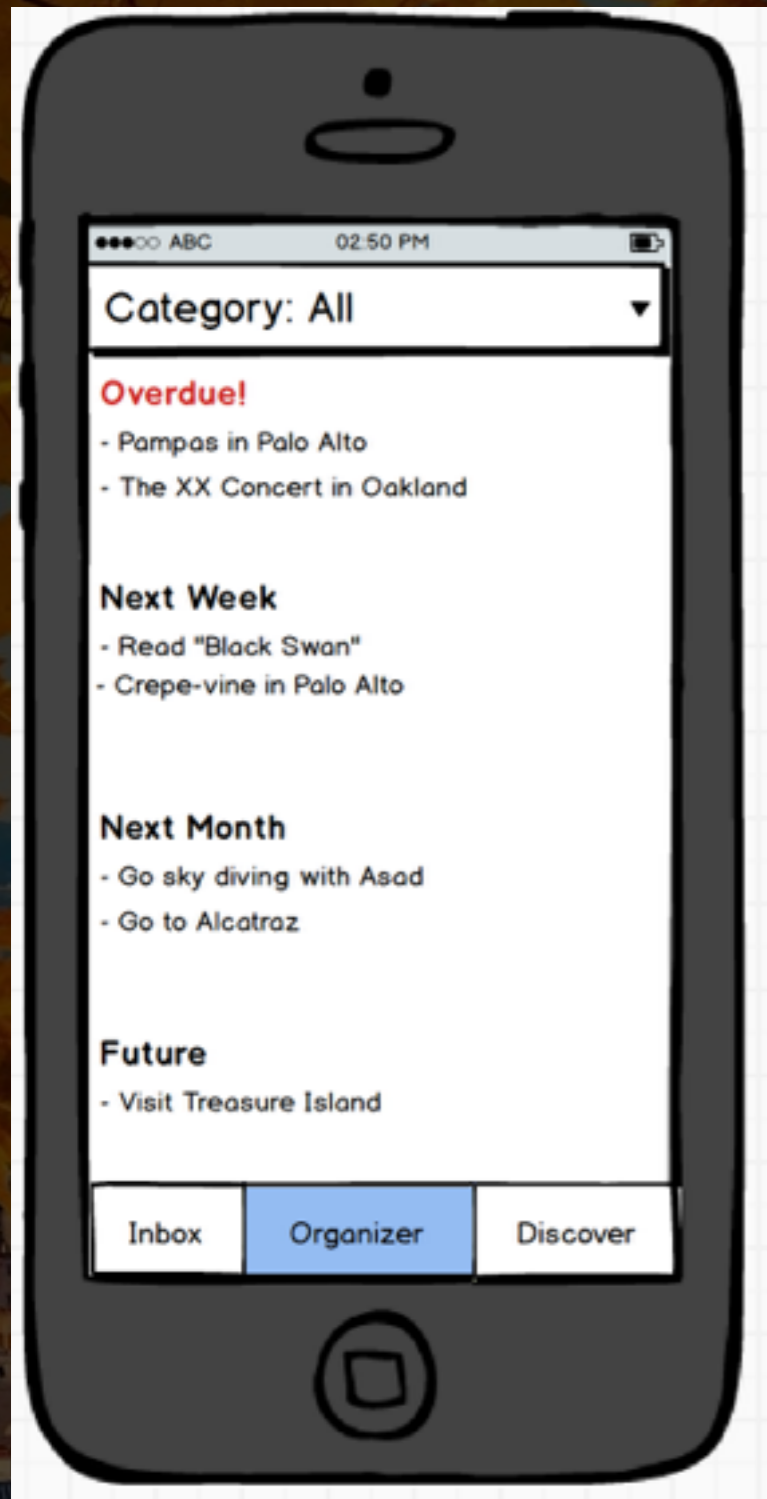 ABC 02:50 PM
Category: All
Overdue!
- Pampas in Palo Alto
- The XX Concert in Oakland
Next Week
- Read "Black Swan"
- Crepe-vine in Palo Alto
Next Month
- Go sky diving with Asad
- Go to Alcatraz
Future
- Visit Treasure Island
Inbox Organizer Discover